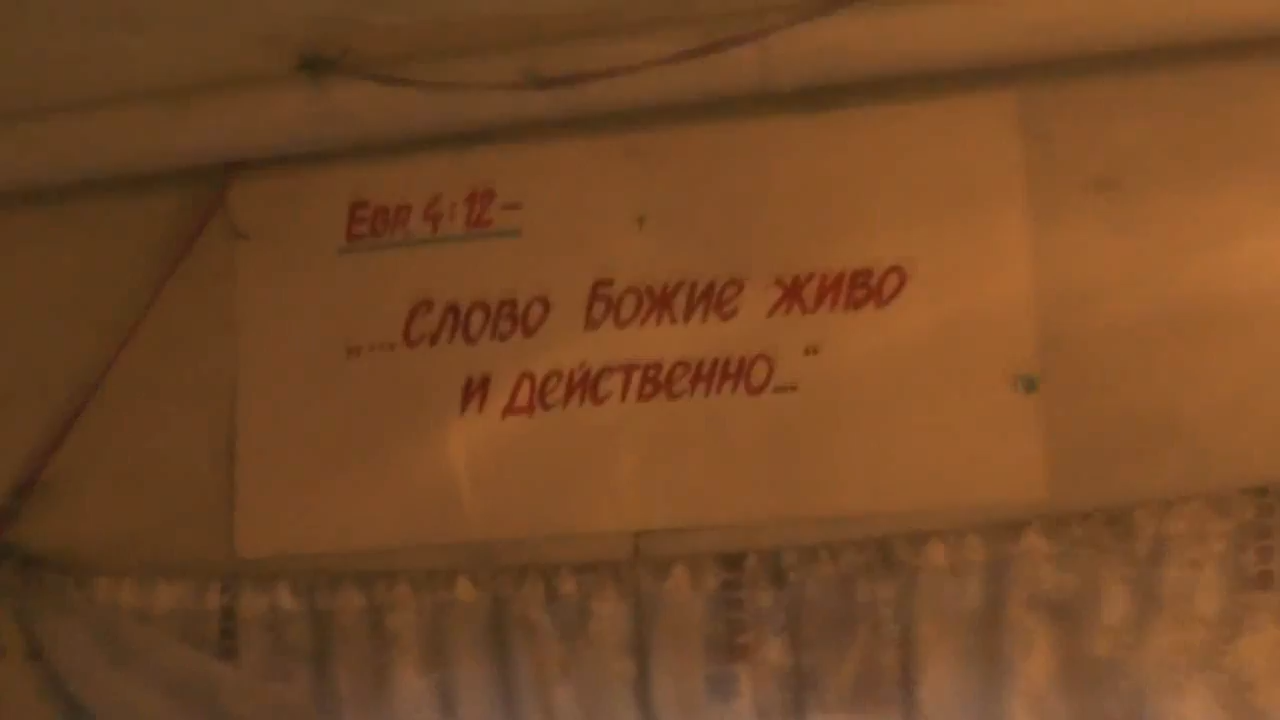 Евр. 4:12-
„...Слово Божие живо
и действенно..."